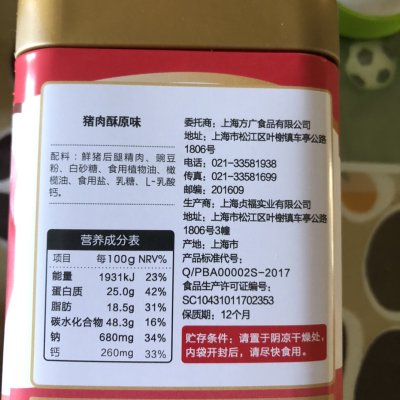 猪肉酥原味
配料：鲜猪后腿精肉、豌豆
粉、白砂糖、食用植物油、橄
榄油、食用盐、乳糖、L-乳酸
钙。
营养成分表
项目 每100g NRV%
能量 1931kJ 23%
蛋白质 25.0g 42%
脂肪 18.5g 31%
碳水化合物 48.3g 16%
钠 680mg 34%
钙 260mg 33%
委托商：上海方广食品有限公司
地址：上海市松江区叶榭镇车亭公路
1806号
电话：021-33581938
传真：021-33581699
邮编：201609
生产商：上海贞福实业有限公司
地址：上海市松江区叶榭镇车亭公路
1806号3幢
产地：上海市
产品标准代号：
Q/PBA00002S-2017
食品生产许可证编号：
SC10431011702353
保质期：12个月
贮存条件：请置于阴凉干燥处，
内袋开封后，请尽快食用。